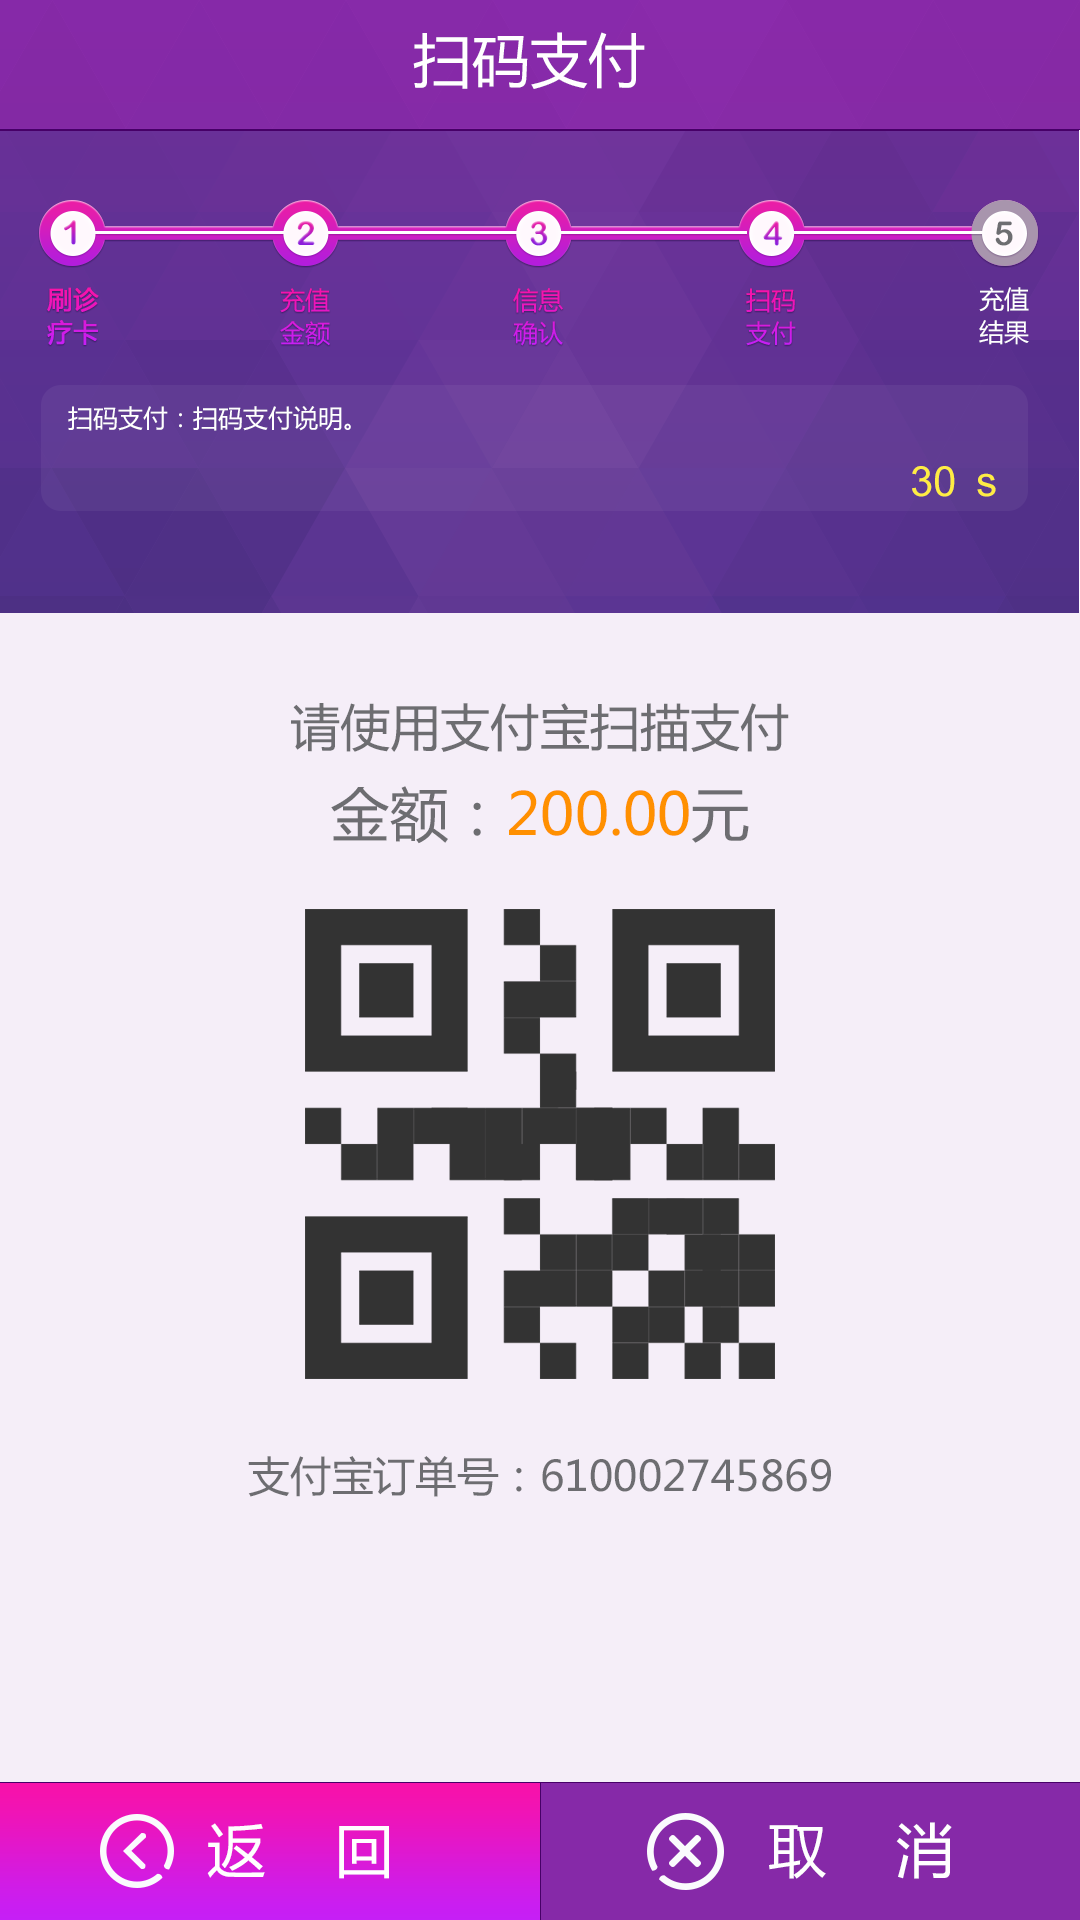 扫码支付
1 2 3 4 5
刷诊 充值 信息 扫码 充值
疗卡 金额 确认 支付 结果
扫码支付：扫码支付说明。
30 s
请使用支付宝扫描支付
金额：200.00元
支付宝订单号：610002745869
返 回 取 消